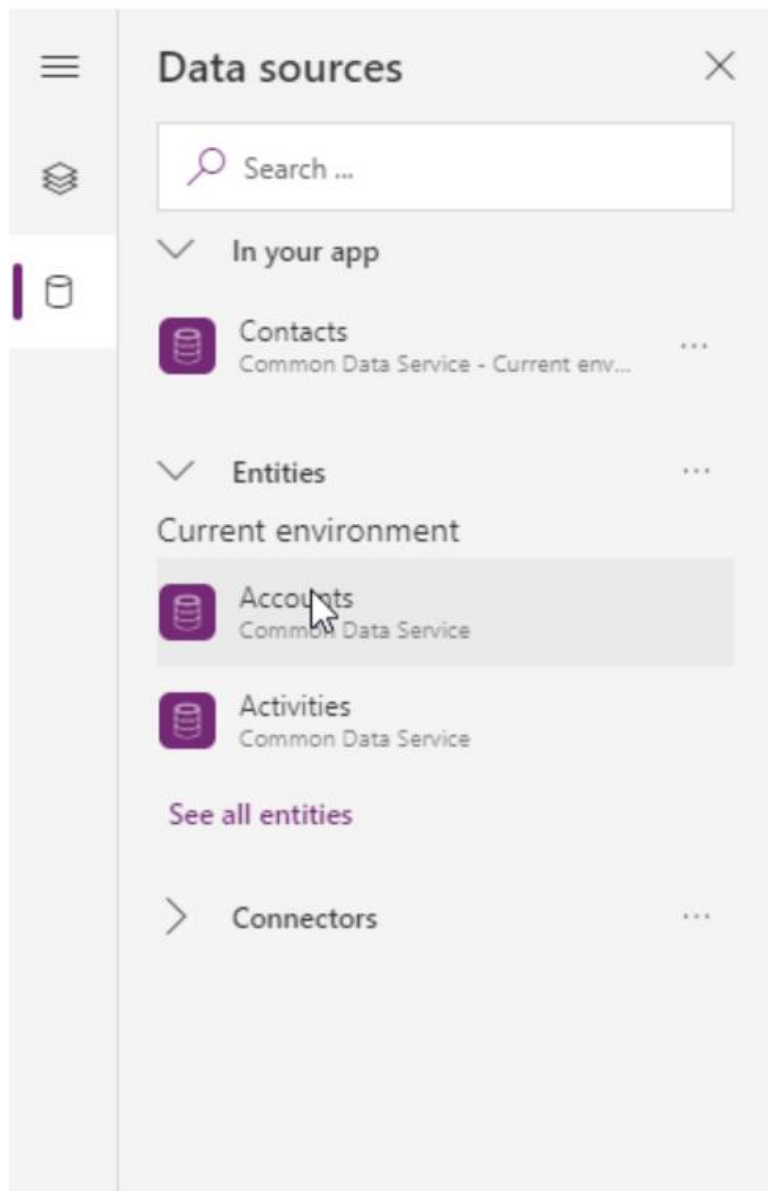 Data sources
Search ...
In your app
Contacts
Common Data Service - Current env...
Entities
Current environment
Accounts
Common Data Service
Activities
Common Data Service
See all entities
Connectors